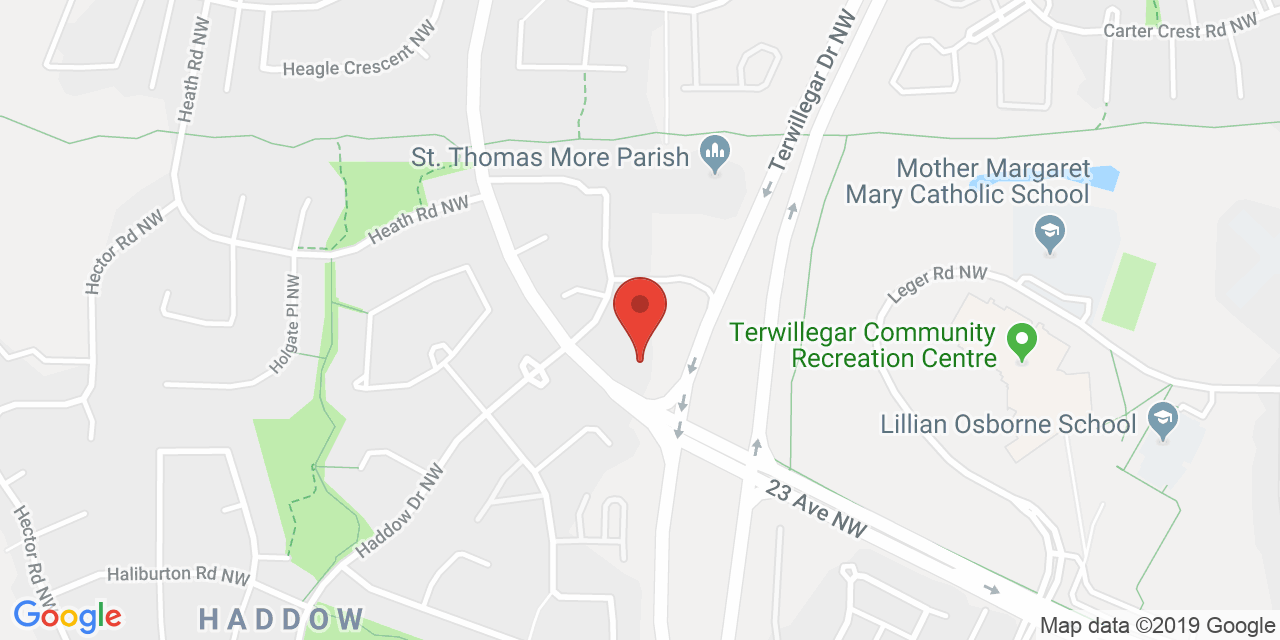 Carter Crest Rd NW
Heagle Crescent NW
Heath Rd NW
Terwillegar Dr NW
St. Thomas More Parish
Mother Margaret
Mary Catholic School
Heath Rd NW
Hector Rd NW
Leger Rd NW
Holgate Pl NW
Terwillegar Community
Recreation Centre
Lillian Osborne School
Haddow Dr NW
23 Ave NW
Hector Rd NW
Haliburton Rd NW
HADDOW
Google
Map data ©2019 Google